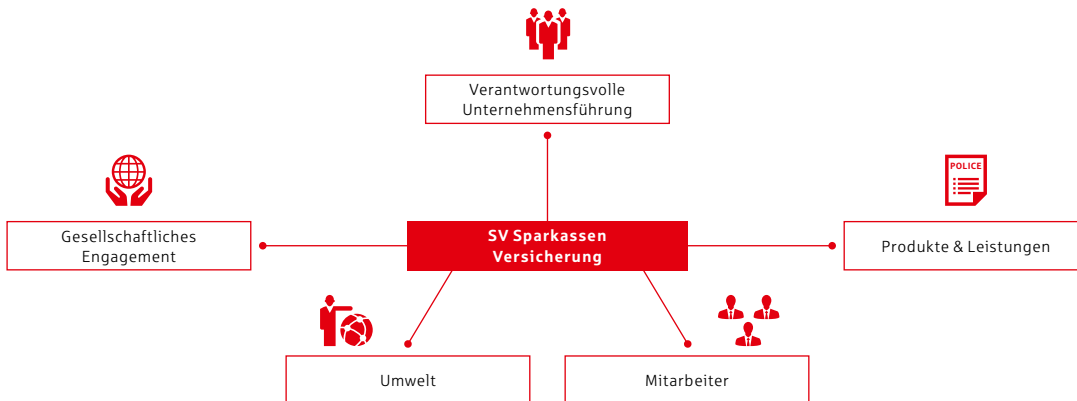 Verantwortungsvolle
Unternehmensführung
POLICE
Gesellschaftliches
Engagement
SV Sparkassen
Versicherung
Produkte & Leistungen
Umwelt
Mitarbeiter